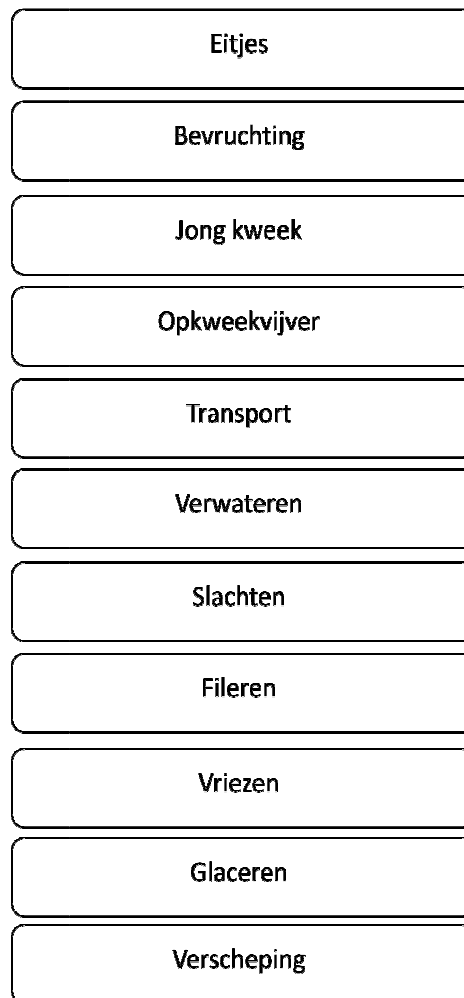 Eitjes
Bevruchting
Jong kweek
Opkweekvijver
Transport
Verwateren
Slachten
Fileren
Vriezen
Glaceren
Verscheping